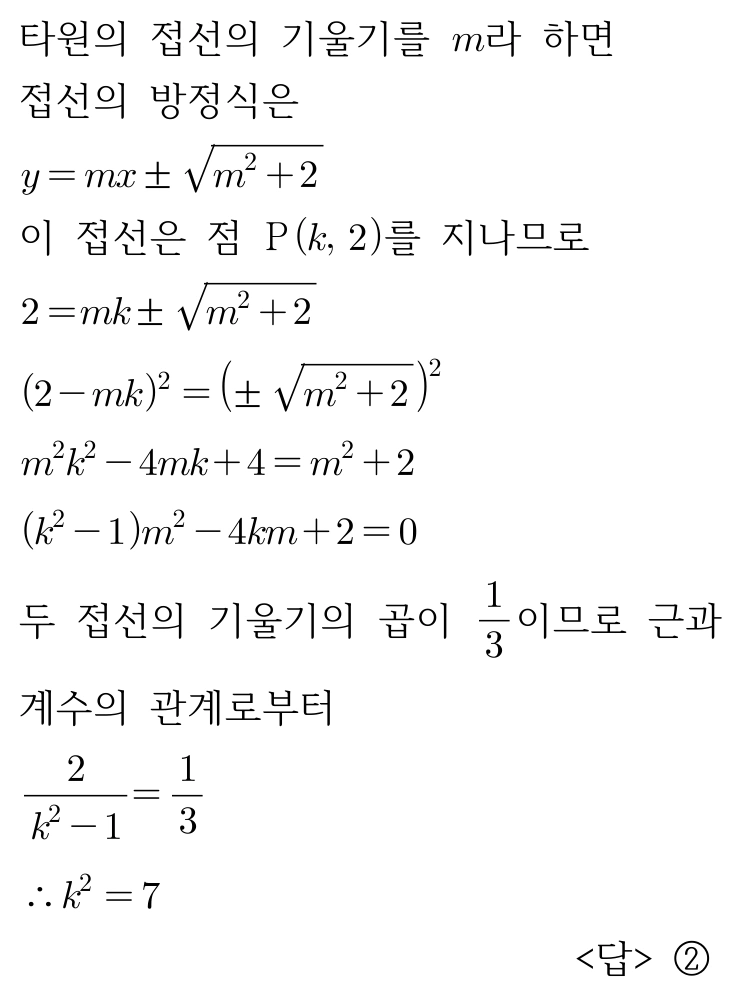 타원의 접선의 기울기를 m라 하면
접선의 방정식은
y=mx±√(m²+2)
이 접선은 점 P(k, 2)를 지나므로
2=mk±√(m²+2)
(2-mk)²=(±√(m²+2))²
m²k²-4mk+4=m²+2
(k²-1)m²-4km+2=0
두 접선의 기울기의 곱이 1/3이므로 근과
계수의 관계로부터
2/(k²-1)=1/3
∴k²=7
<답> ②